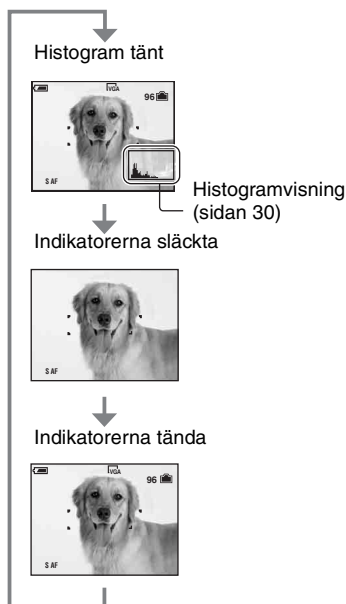 Histogram tänt
VGA
96
S AF
Histogramvisning
(sidan 30)
Indikatorerna släckta
S AF
Indikatorerna tända
VGA
96
S AF